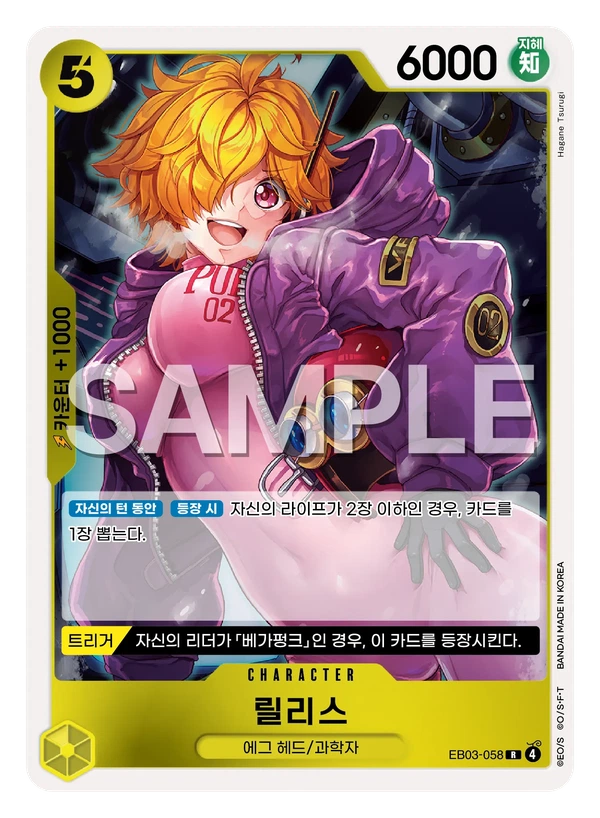 5
6000
지혜
知
Hagane Tsurugi
PUNK
02
02
카운터 +1000
SAMPLE
자신의 턴 동안 등장 시 자신의 라이프가 2장 이하인 경우, 카드를
1장 뽑는다.
트리거 자신의 리더가 「베가펑크」인 경우, 이 카드를 등장시킨다.
CHARACTER
릴리스
에그 헤드/과학자
EB03-058 R 4
©EO/S ©O/S·F·T BANDAI MADE IN KOREA